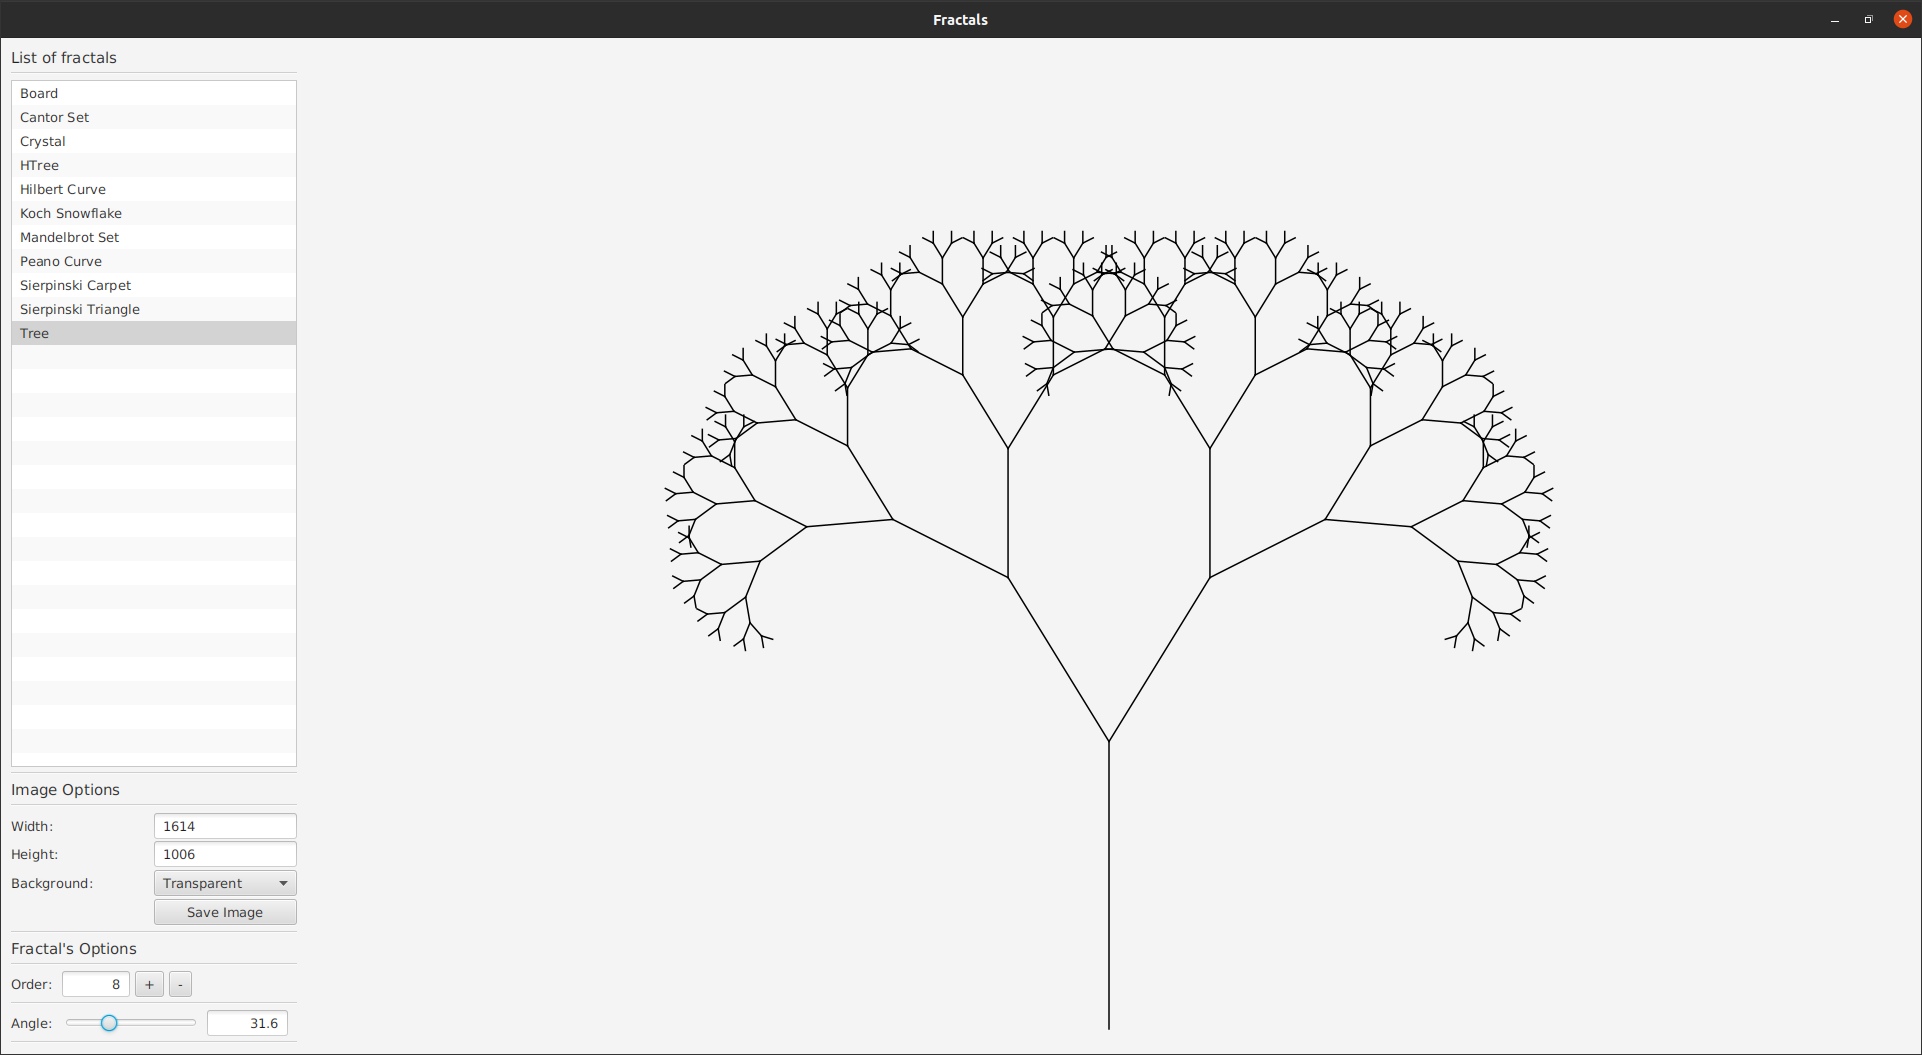 Fractals
List of fractals
Board
Cantor Set
Crystal
HTree
Hilbert Curve
Koch Snowflake
Mandelbrot Set
Peano Curve
Sierpinski Carpet
Sierpinski Triangle
Tree
Image Options
Width: 1614
Height: 1006
Background: Transparent
Save Image
Fractal's Options
Order: 8 + -
Angle: 31.6